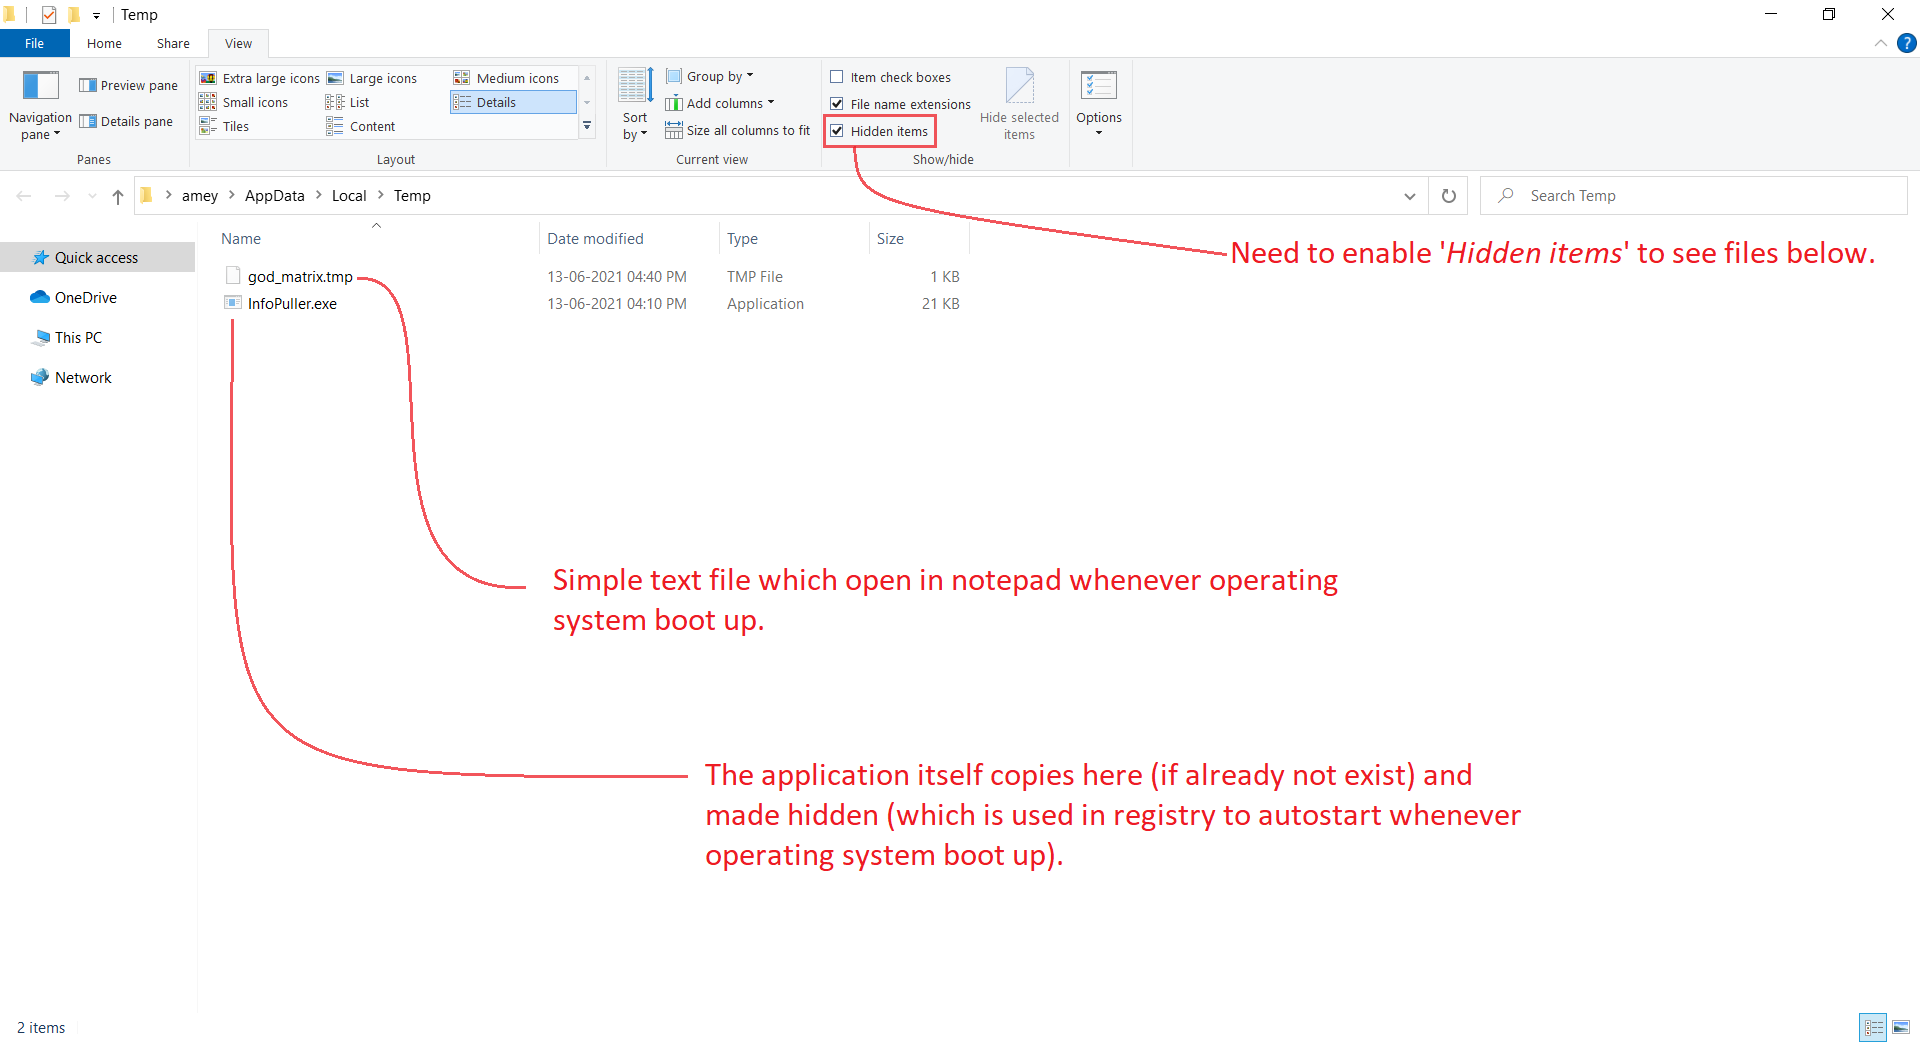 Temp
File Home Share View
Navigation pane
Preview pane
Details pane
Panes
Extra large icons Large icons Medium icons
Small icons List Details
Tiles Content
Layout
Sort by
Group by
Add columns
Size all columns to fit
Current view
Item check boxes
File name extensions
Hidden items
Hide selected
items
Show/hide
Options
amey AppData Local Temp
Search Temp
Name Date modified Type Size
Quick access
OneDrive
This PC
Network
god_matrix.tmp 13-06-2021 04:40 PM TMP File 1 KB
InfoPuller.exe 13-06-2021 04:10 PM Application 21 KB
Need to enable 'Hidden items' to see files below.
Simple text file which open in notepad whenever operating
system boot up.
The application itself copies here (if already not exist) and
made hidden (which is used in registry to autostart whenever
operating system boot up).
2 items